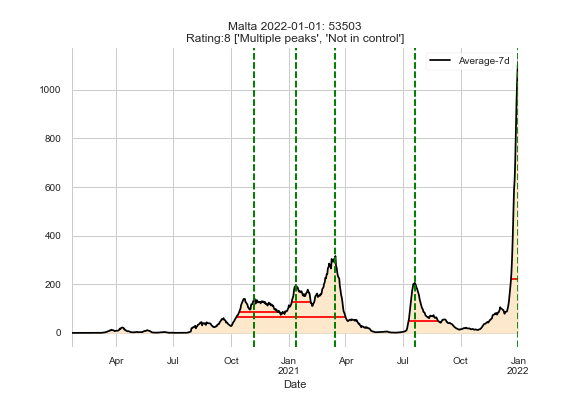 Malta 2022-01-01: 53503
Rating:8 ['Multiple peaks', 'Not in control']
Average-7d
1000
800
600
400
200
0
Apr Jul Oct Jan Apr Jul Oct Jan
2021 2022
Date